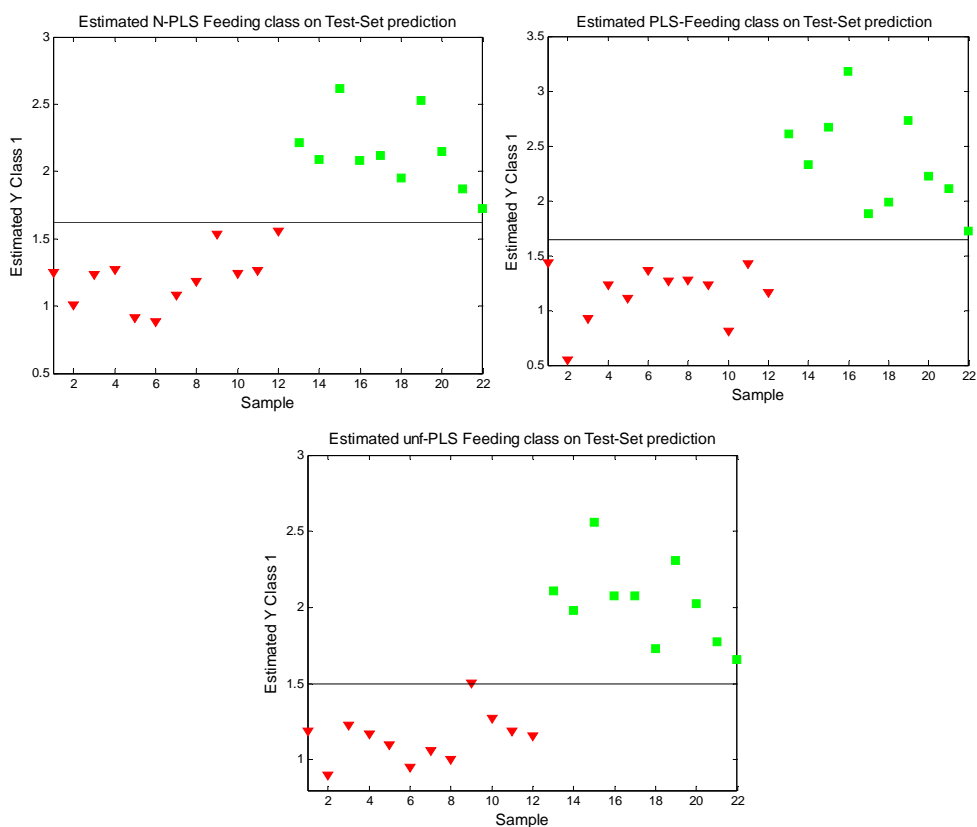 Estimated N-PLS Feeding class on Test-Set prediction
3
2.5
2
1.5
1
0.5
Estimated Y Class 1
2 4 6 8 10 12 14 16 18 20 22
Sample
Estimated PLS-Feeding class on Test-Set prediction
3.5
3
2.5
2
1.5
1
0.5
Estimated Y Class 1
2 4 6 8 10 12 14 16 18 20 22
Sample
Estimated unf-PLS Feeding class on Test-Set prediction
3
2.5
2
1.5
1
Estimated Y Class 1
2 4 6 8 10 12 14 16 18 20 22
Sample